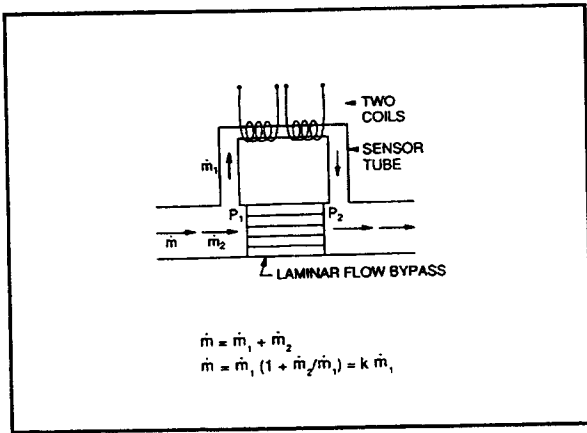 TWO
COILS
SENSOR
TUBE
ṁ₁
P₁
P₂
ṁ
ṁ₂
LAMINAR FLOW BYPASS
ṁ = ṁ₁ + ṁ₂
ṁ = ṁ₁ (1 + ṁ₂/ṁ₁) = k ṁ₁